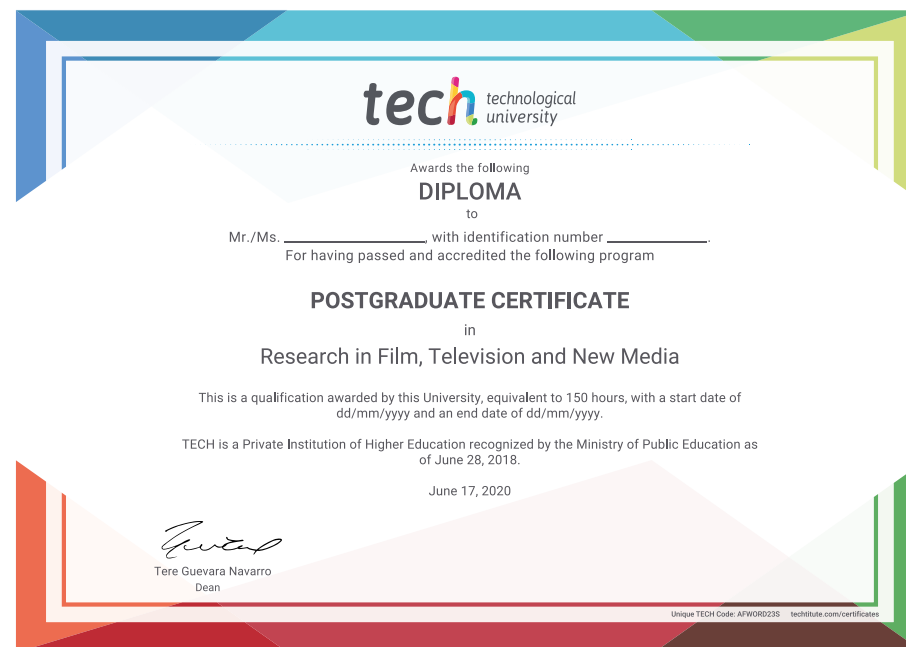 tech technological
university
Awards the following
DIPLOMA
to
Mr./Ms. ____________________, with identification number ______________.
For having passed and accredited the following program
POSTGRADUATE CERTIFICATE
in
Research in Film, Television and New Media
This is a qualification awarded by this University, equivalent to 150 hours, with a start date of
dd/mm/yyyy and an end date of dd/mm/yyyy.
TECH is a Private Institution of Higher Education recognized by the Ministry of Public Education as
of June 28, 2018.
June 17, 2020
Tere Guevara Navarro
Dean
Unique TECH Code: AFWORD23S techtitute.com/certificates